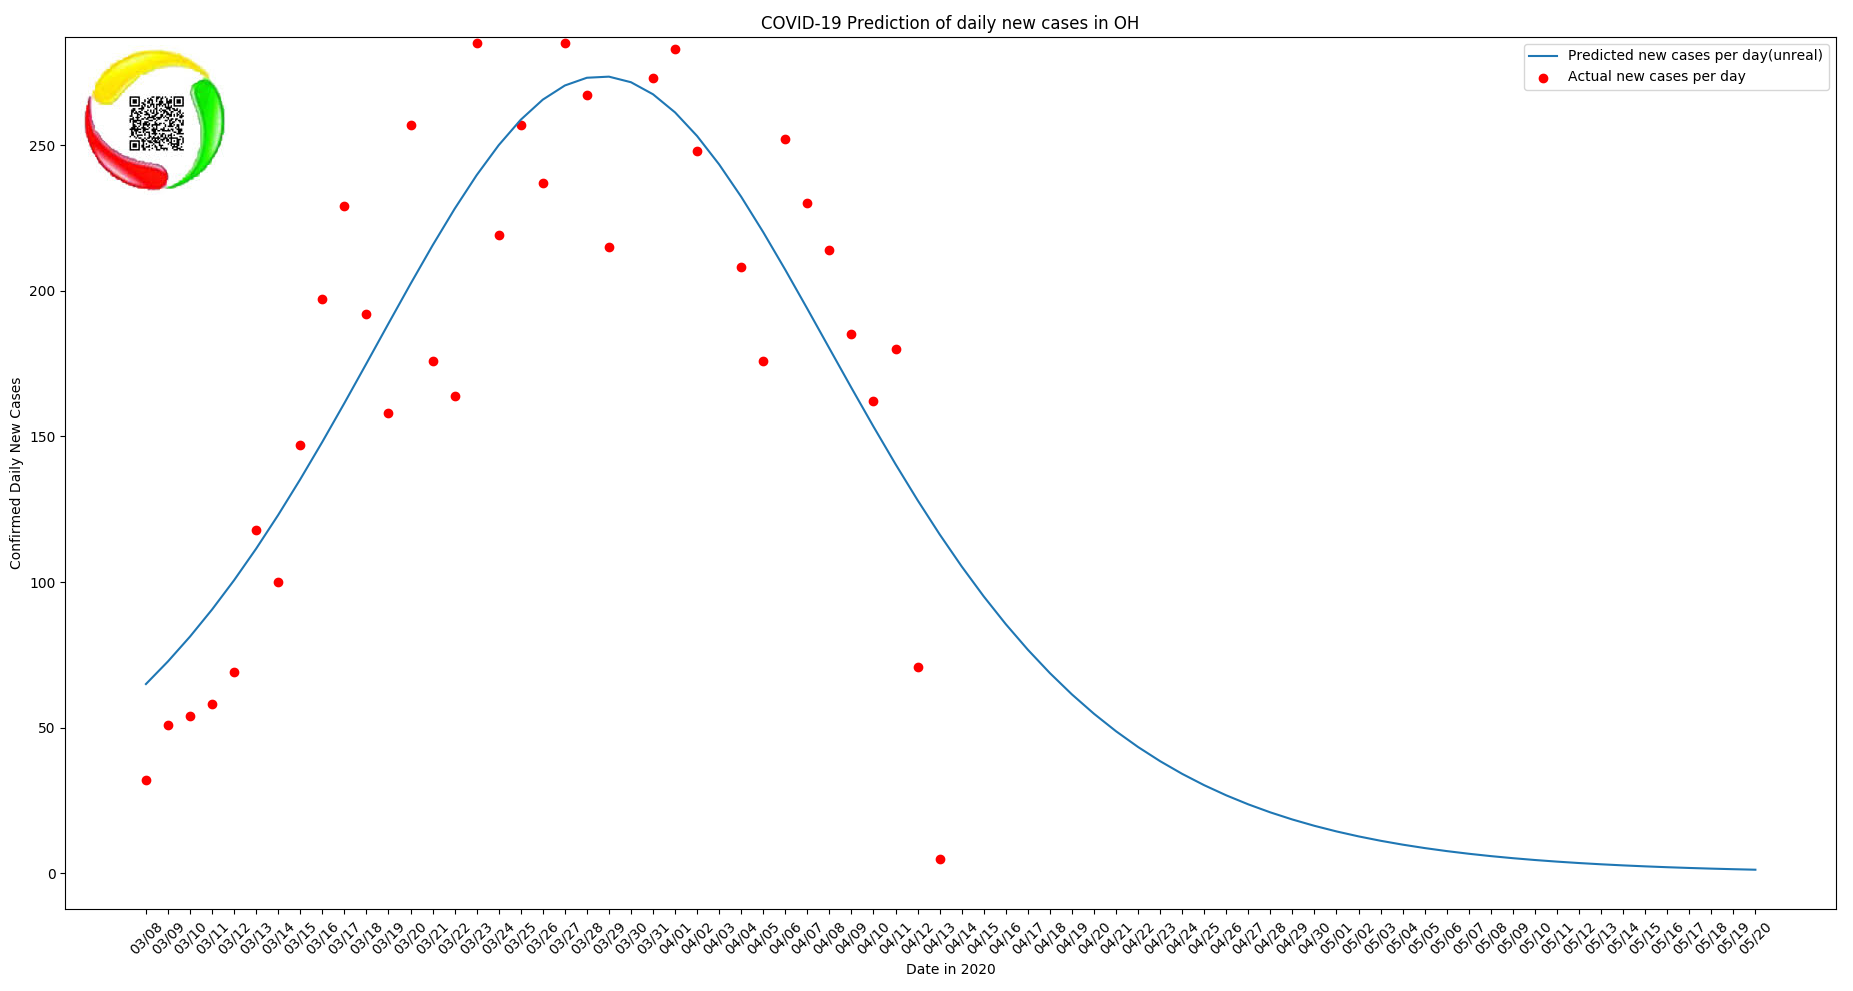 COVID-19 Prediction of daily new cases in OH
Predicted new cases per day(unreal)
Actual new cases per day
Confirmed Daily New Cases
250
200
150
100
50
0
03/08 03/09 03/10 03/11 03/12 03/13 03/14 03/15 03/16 03/17 03/18 03/19 03/20 03/21 03/22 03/23 03/24 03/25 03/26 03/27 03/28 03/29 03/30 03/31 04/01 04/02 04/03 04/04 04/05 04/06 04/07 04/08 04/09 04/10 04/11 04/12 04/13 04/14 04/15 04/16 04/17 04/18 04/19 04/20 04/21 04/22 04/23 04/24 04/25 04/26 04/27 04/28 04/29 04/30 05/01 05/02 05/03 05/04 05/05 05/06 05/07 05/08 05/09 05/10 05/11 05/12 05/13 05/14 05/15 05/16 05/17 05/18 05/19 05/20
Date in 2020